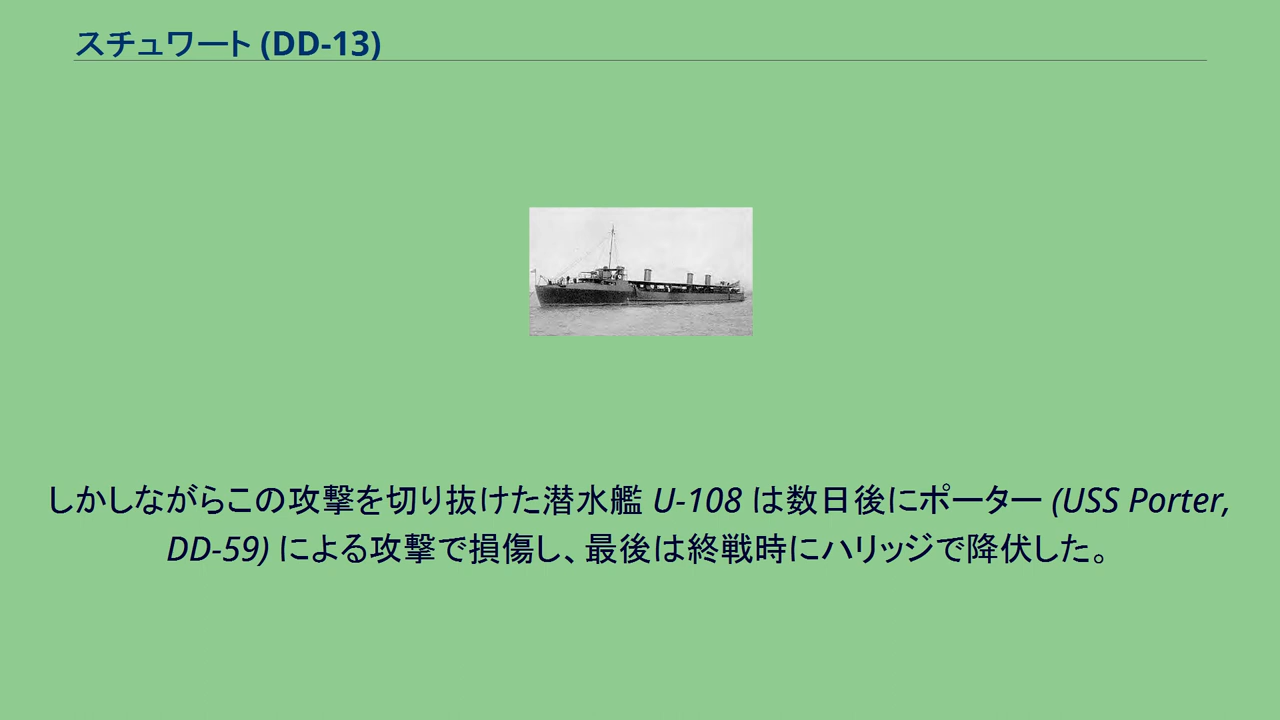 スチュワート (DD-13)
しかしながらこの攻撃を切り抜けた潜水艦 U-108 は数日後にポーター (USS Porter,
DD-59) による攻撃で損傷し、最後は終戦時にハリッジで降伏した。